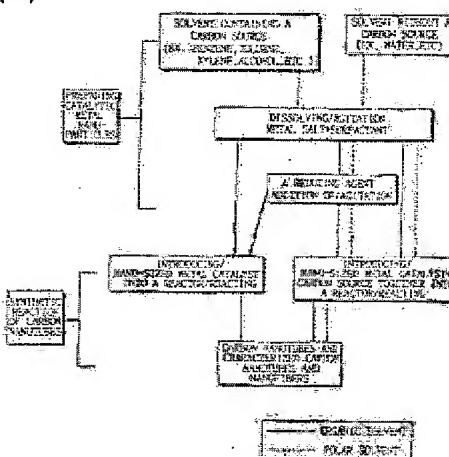 SOLVENT CONTAINING A
CARBON SOURCE
(EX. BENZENE, TOLUENE,
XYLENE, ALCOHOL, ETC.)
SOLVENT WITHOUT A
CARBON SOURCE
(EX. WATER, ETC)
PREPARING
CATALYTIC
METAL
NANO
PARTICLES
DISSOLVING/AGITATION
METAL SALT/SURFACTANT
A REDUCING AGENT
ADDITION OF/AGITATION
INTRODUCING/
NANO-SIZED METAL CATALYST
INTO A REACTOR/REACTING
INTRODUCING/
NANO-SIZED METAL CATALYST/
CARBON SOURCE TOGETHER INTO
A REACTOR/REACTING
SYNTHETIC
REACTION
OF CARBON
NANOTUBES
CARBON NANOTUBES AND
CHARACTERIZED CARBON
NANOTUBES AND
NANOFIBERS
ORGANIC SOLVENT
POLAR SOLVENT